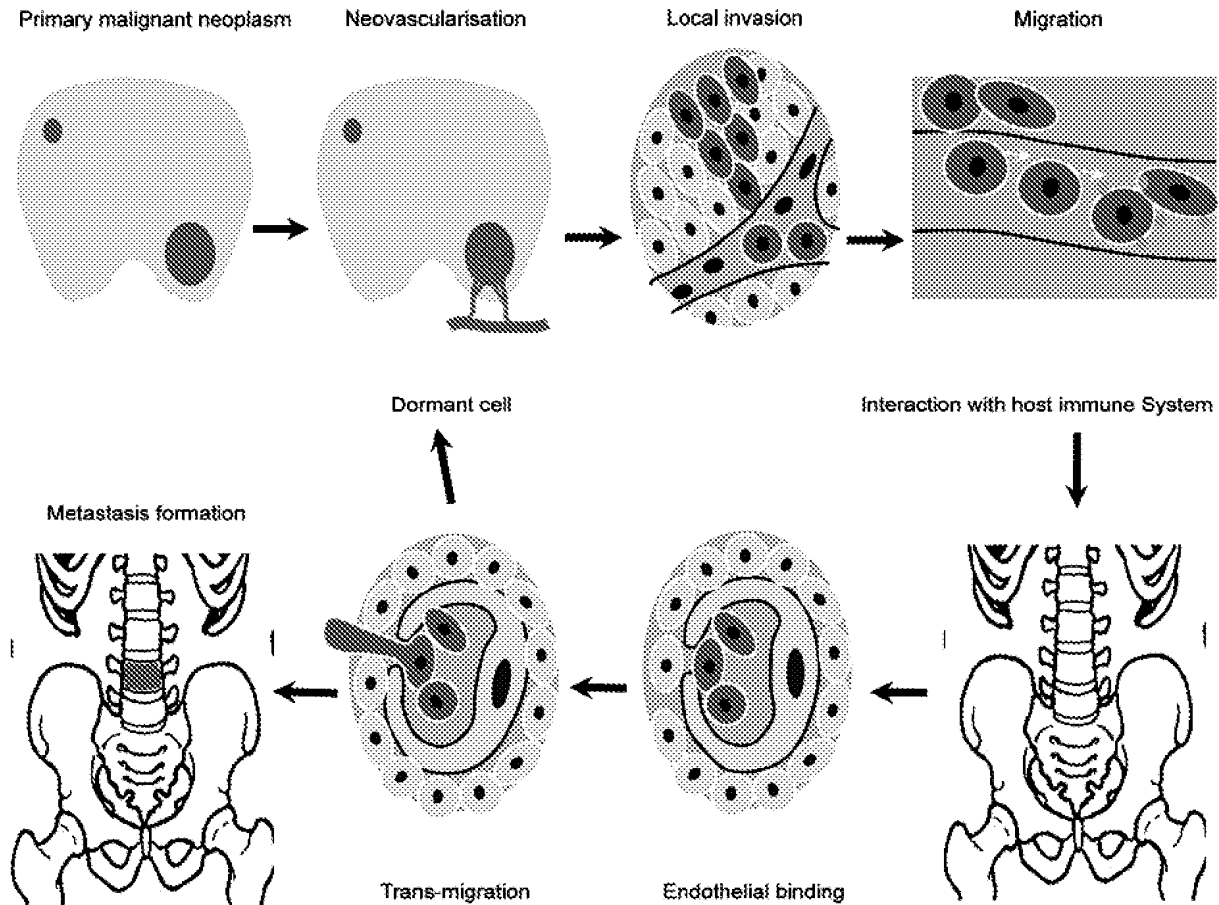 Primary malignant neoplasm
Neovascularisation
Local invasion
Migration
Dormant cell
Interaction with host immune System
Metastasis formation
Trans-migration
Endothelial binding